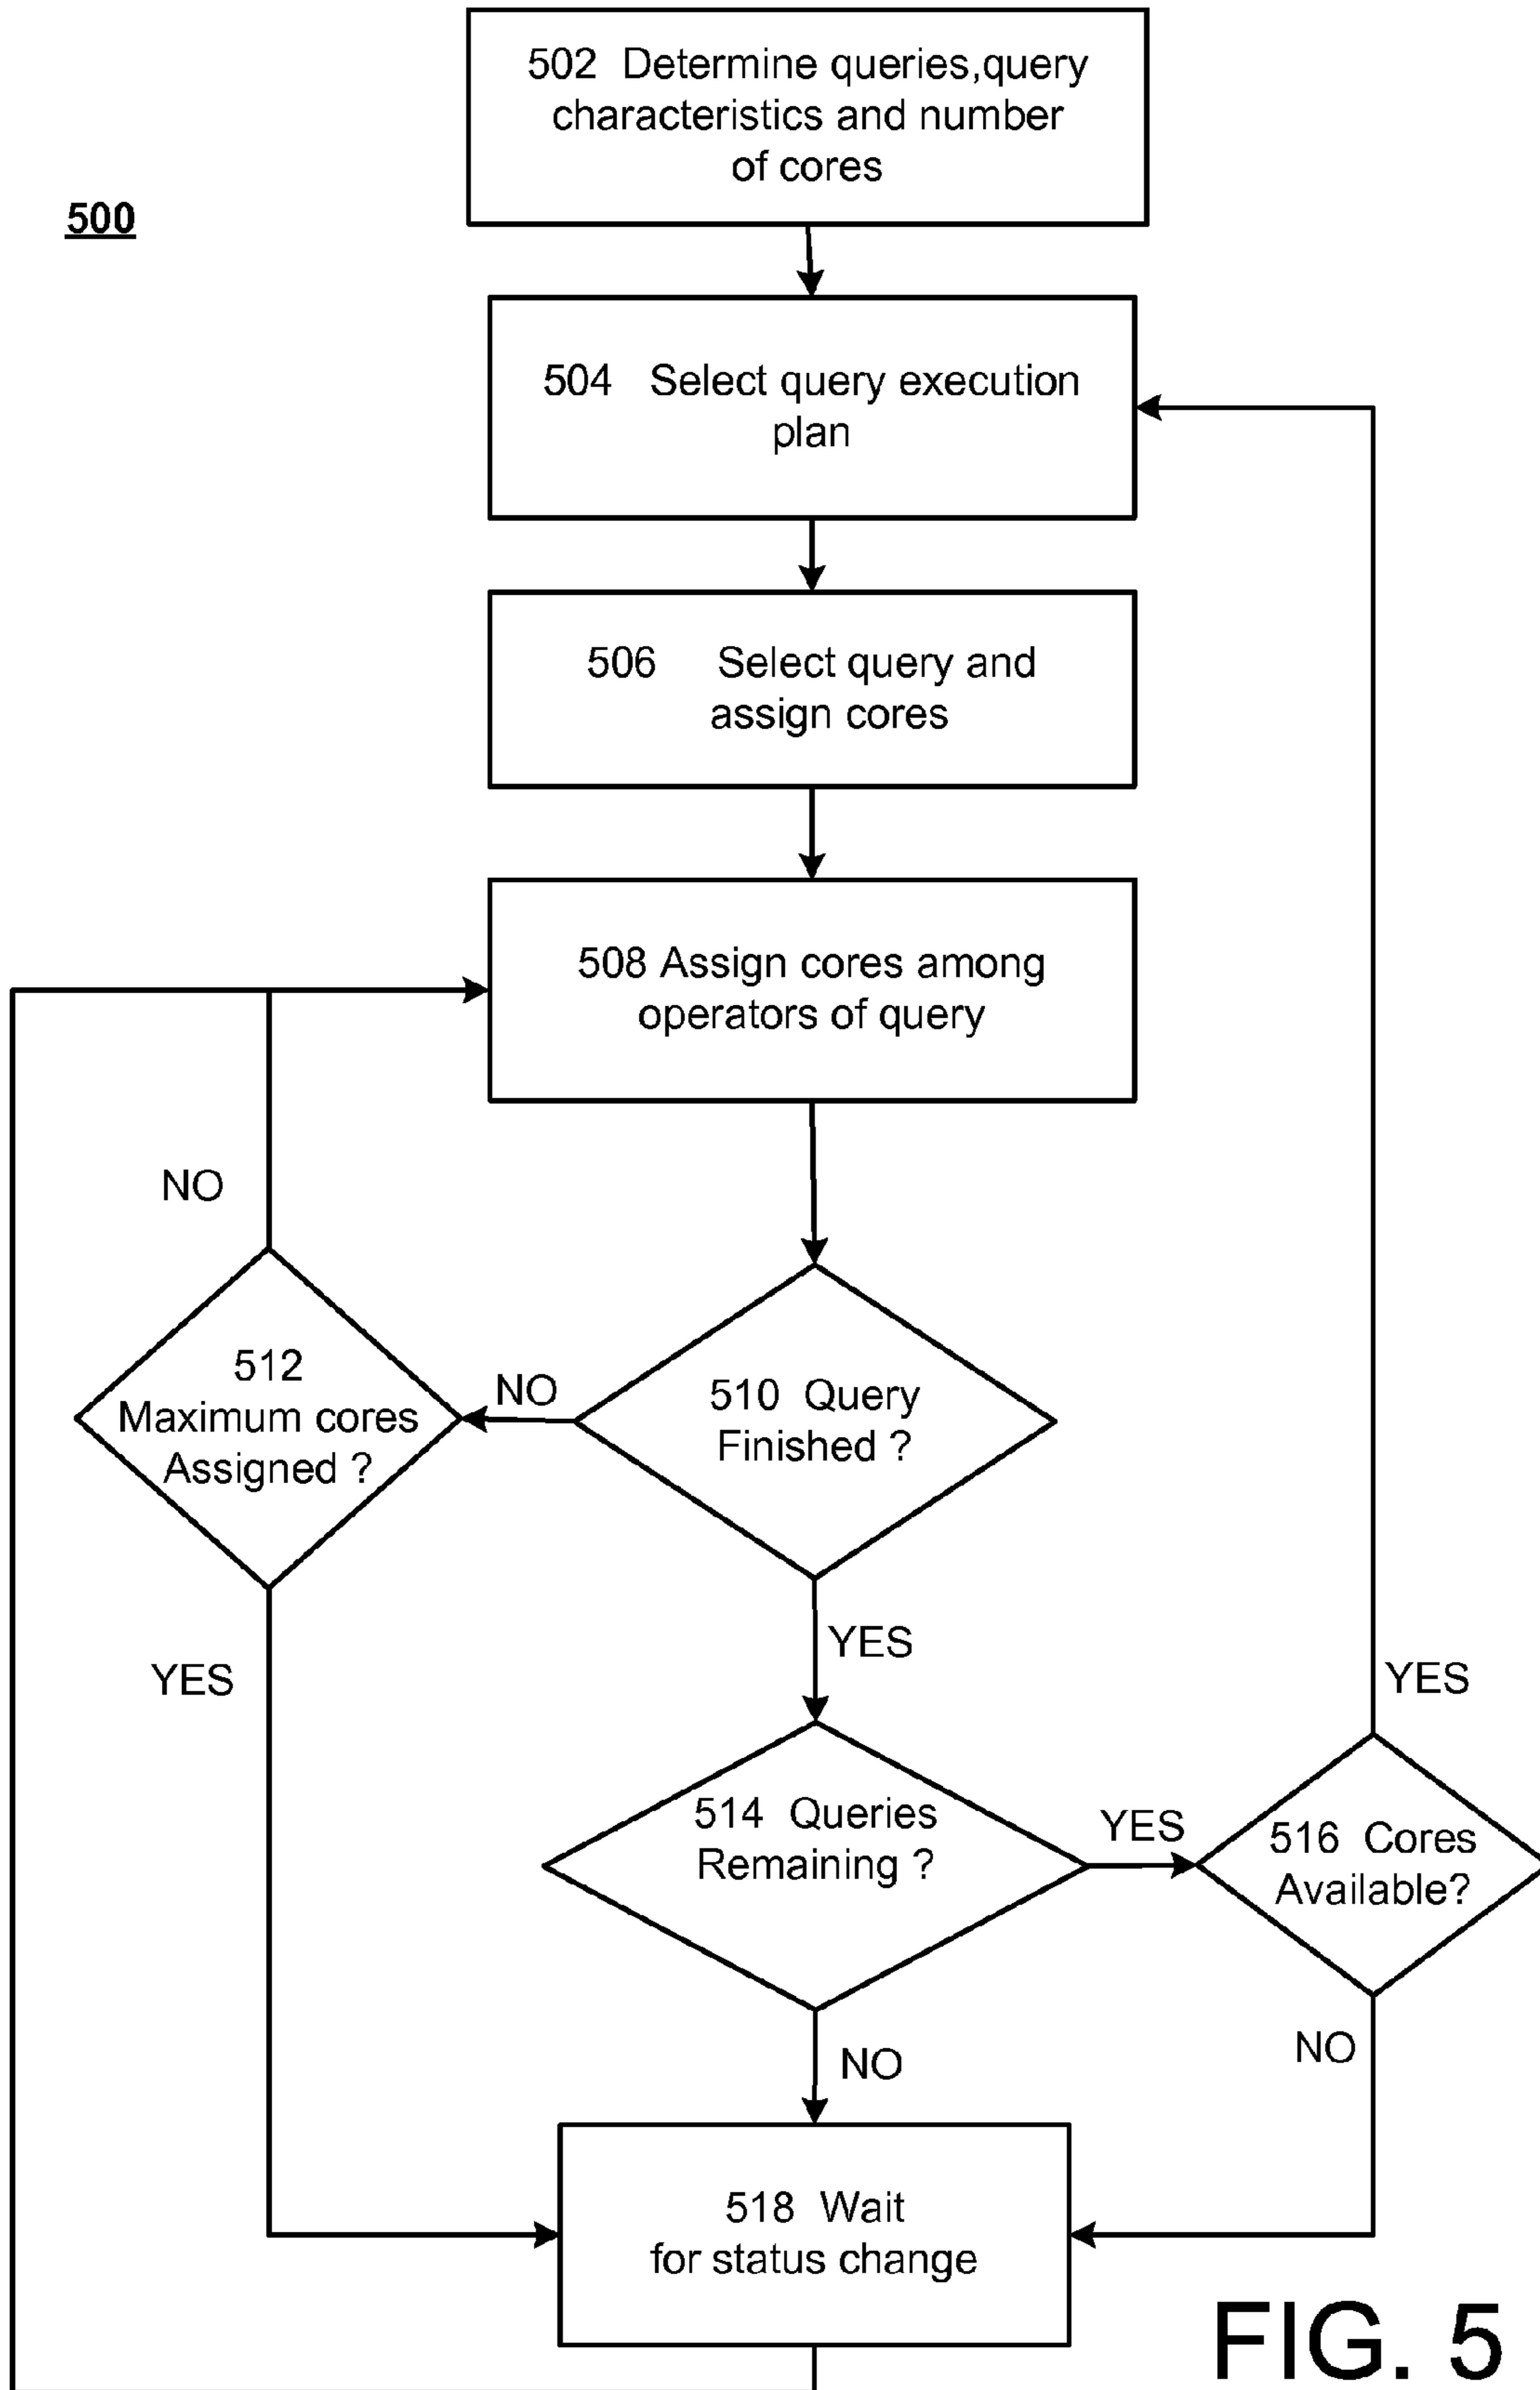 502 Determine queries,query
characteristics and number
of cores
500
504 Select query execution
plan
506 Select query and
assign cores
508 Assign cores among
operators of query
NO
512
Maximum cores
Assigned ?
NO
510 Query
Finished ?
YES
YES
YES
514 Queries
Remaining ?
YES
516 Cores
Available?
NO
NO
518 Wait
for status change
FIG. 5